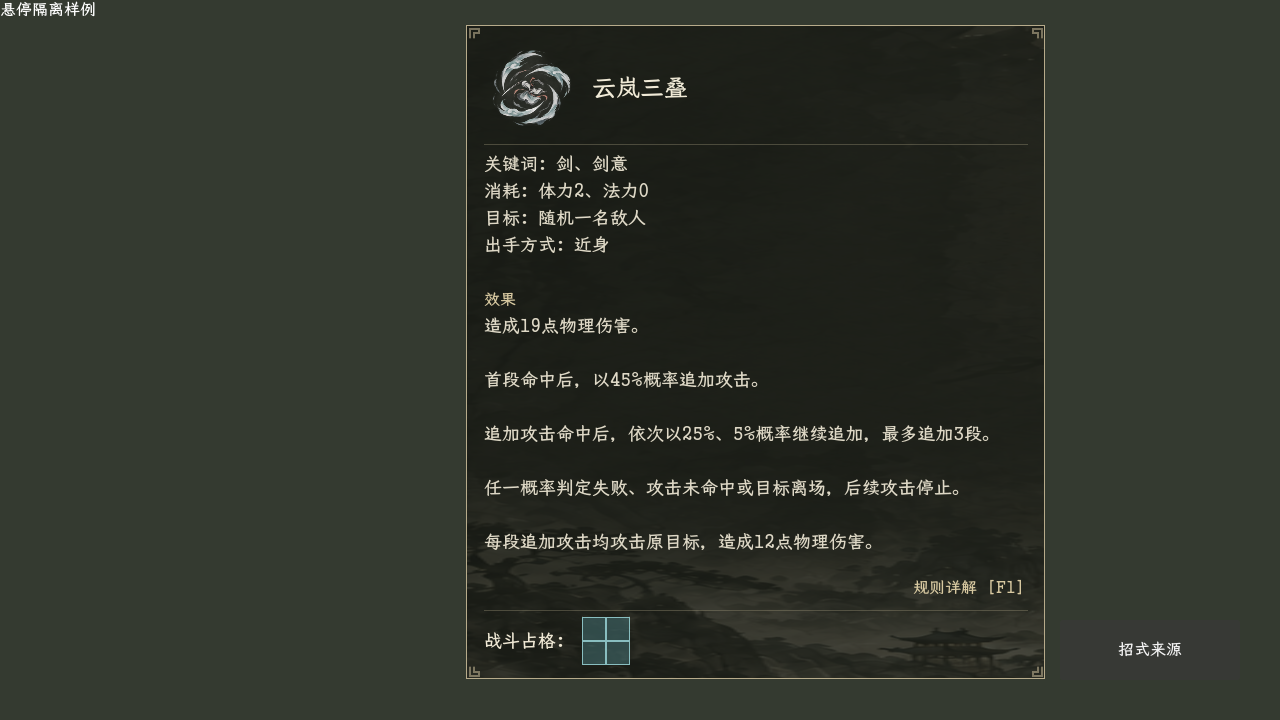 悬停隔离样例
云岚三叠
关键词：剑、剑意
消耗：体力2、法力0
目标：随机一名敌人
出手方式：近身
效果
造成19点物理伤害。
首段命中后，以45%概率追加攻击。
追加攻击命中后，依次以25%、5%概率继续追加，最多追加3段。
任一概率判定失败、攻击未命中或目标离场，后续攻击停止。
每段追加攻击均攻击原目标，造成12点物理伤害。
规则详解 [F1]
战斗占格：
招式来源